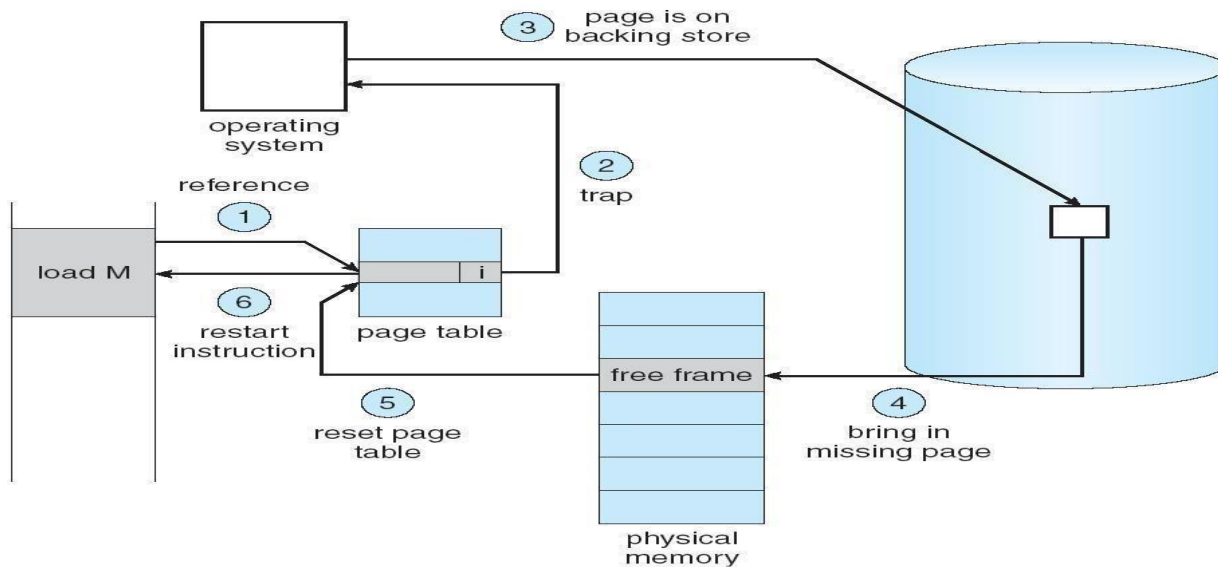 3
page is on
backing store
operating
system
2
trap
reference
1
load M
i
6
restart
instruction
page table
free frame
5
reset page
table
4
bring in
missing page
physical
memory